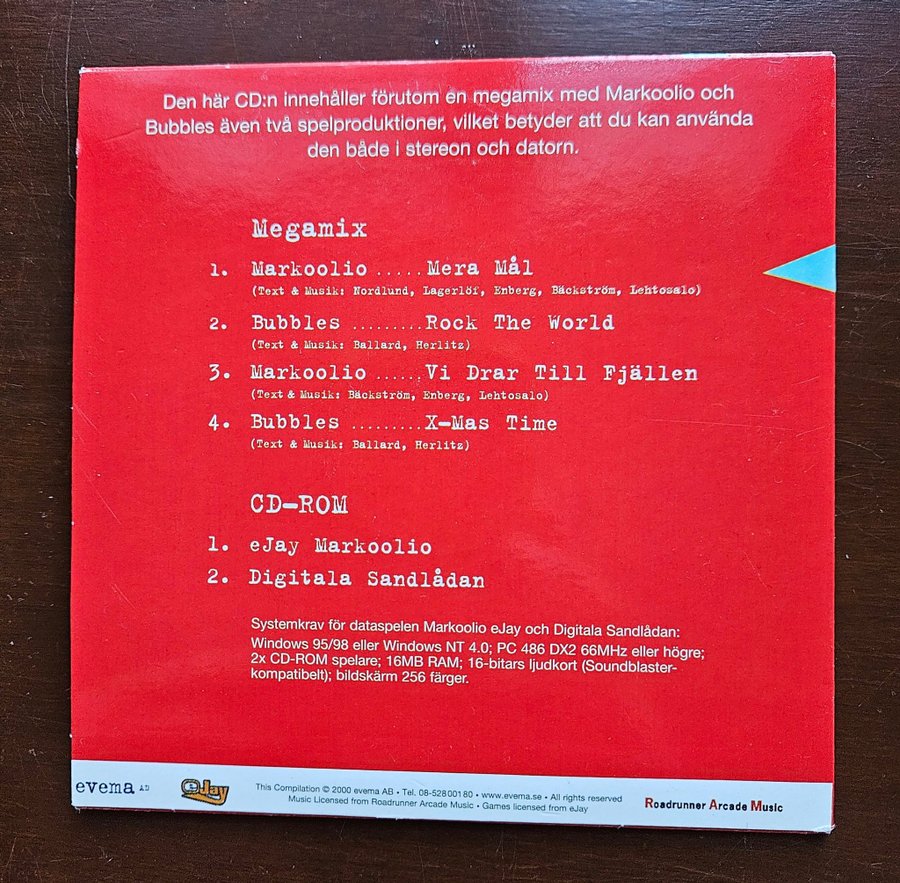 Den här CD:n innehåller förutom en megamix med Markoolio och
Bubbles även två spelproduktioner, vilket betyder att du kan använda
den både i stereon och datorn.
Megamix
1. Markoolio ..... Mera Mål
(Text & Musik: Nordlund, Lagerlöf, Enberg, Bäckström, Lehtosalo)
2. Bubbles ......... Rock The World
(Text & Musik: Ballard, Herlitz)
3. Markoolio ...... Vi Drar Till Fjällen
(Text & Musik: Bäckström, Enberg, Lehtosalo)
4. Bubbles ......... X-Mas Time
(Text & Musik: Ballard, Herlitz)
CD-ROM
1. eJay Markoolio
2. Digitala Sandlådan
Systemkrav för dataspelen Markoolio eJay och Digitala Sandlådan:
Windows 95/98 eller Windows NT 4.0; PC 486 DX2 66MHz eller högre;
2x CD-ROM spelare; 16MB RAM; 16-bitars ljudkort (Soundblaster-
kompatibelt); bildskärm 256 färger.
evema AB
eJay
This Compilation © 2000 evema AB • Tel. 08-52800180 • www.evema.se • All rights reserved
Music Licensed from Roadrunner Arcade Music • Games licensed from eJay
Roadrunner Arcade Music